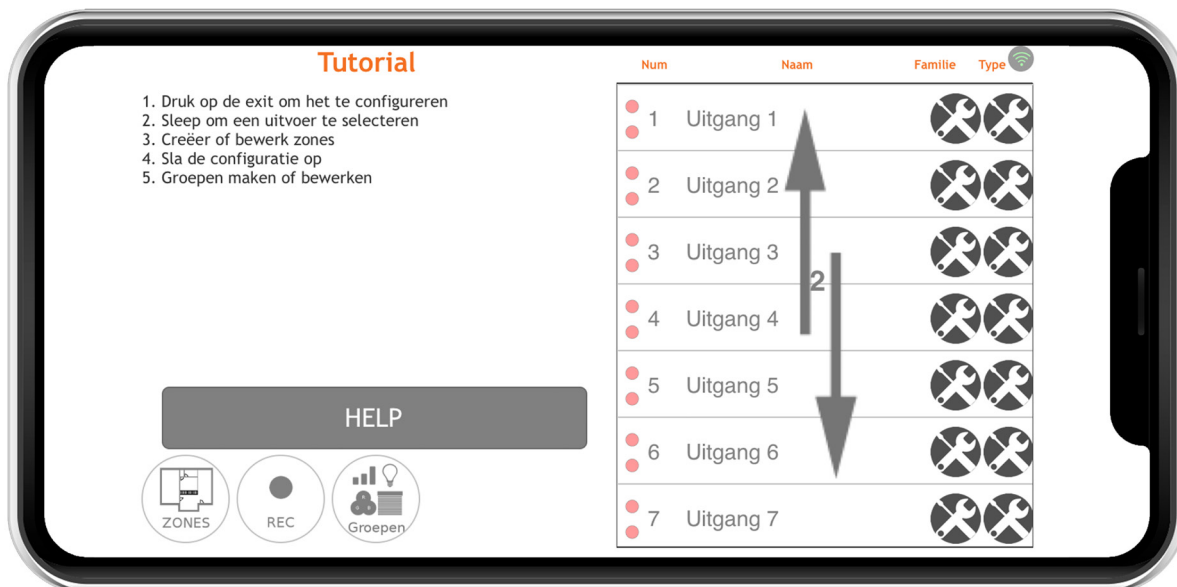 Tutorial
1. Druk op de exit om het te configureren
2. Sleep om een uitvoer te selecteren
3. Creëer of bewerk zones
4. Sla de configuratie op
5. Groepen maken of bewerken
HELP
ZONES
REC
Groepen
Num Naam Familie Type
1 Uitgang 1
2 Uitgang 2
3 Uitgang 3
2
4 Uitgang 4
5 Uitgang 5
6 Uitgang 6
7 Uitgang 7